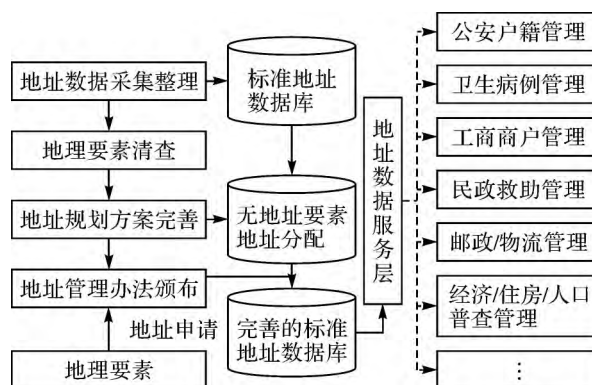 地址数据采集整理
地理要素清查
地址规划方案完善
地址管理办法颁布
地址申请
地理要素
标准地址
数据库
无地址要素
地址分配
完善的标准
地址数据库
地址数据服务层
公安户籍管理
卫生病例管理
工商商户管理
民政救助管理
邮政/物流管理
经济/住房/人口
普查管理
⋮